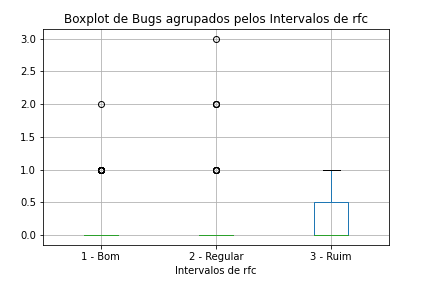 Boxplot de Bugs agrupados pelos Intervalos de rfc
3.0
2.5
2.0
1.5
1.0
0.5
0.0
1 - Bom
2 - Regular
3 - Ruim
Intervalos de rfc